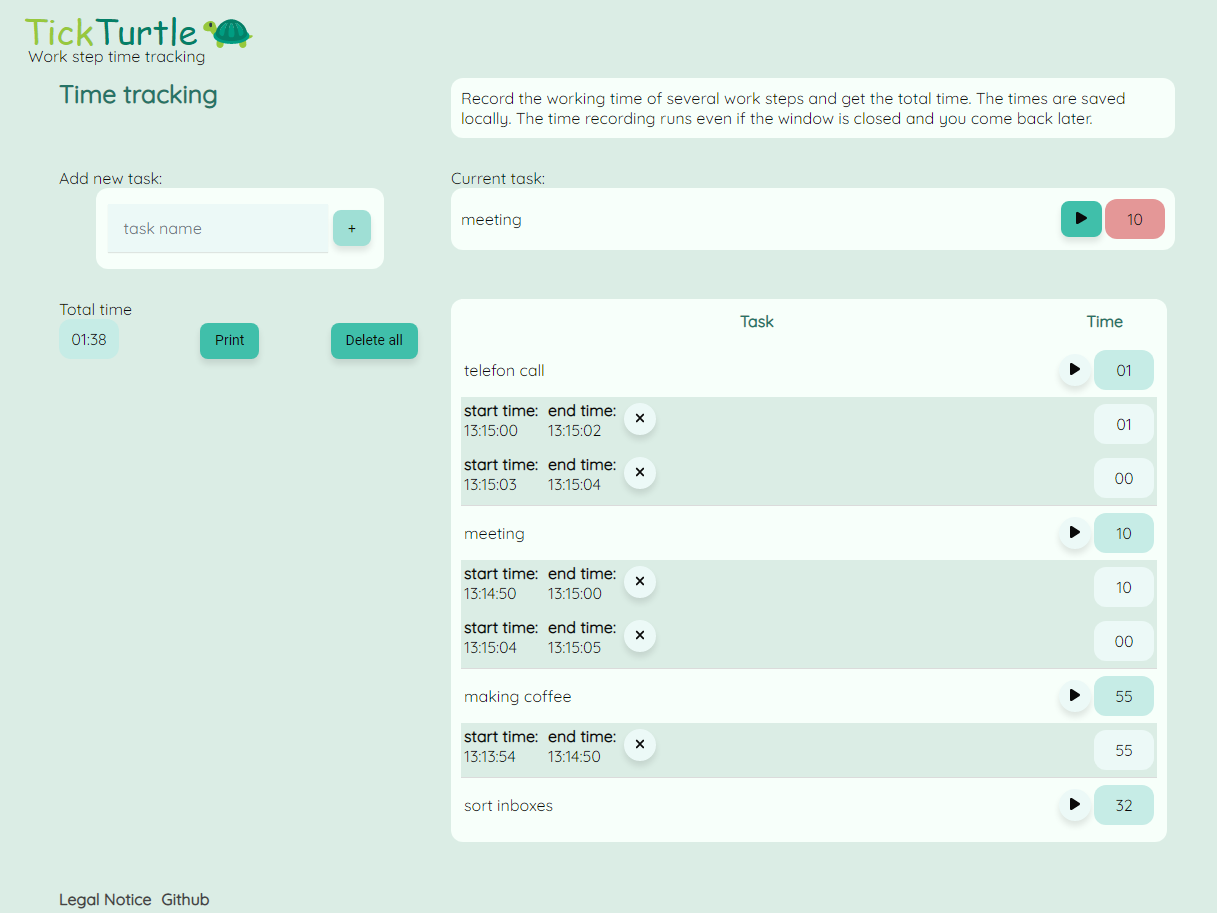 TickTurtle
Work step time tracking
Time tracking
Record the working time of several work steps and get the total time. The times are saved
locally. The time recording runs even if the window is closed and you come back later.
Add new task:
task name +
Current task:
meeting 10
Total time
01:38 Print Delete all
Task Time
telefon call 01
start time: end time:
13:15:00 13:15:02 01
start time: end time:
13:15:03 13:15:04 00
meeting 10
start time: end time:
13:14:50 13:15:00 10
start time: end time:
13:15:04 13:15:05 00
making coffee 55
start time: end time:
13:13:54 13:14:50 55
sort inboxes 32
Legal Notice Github